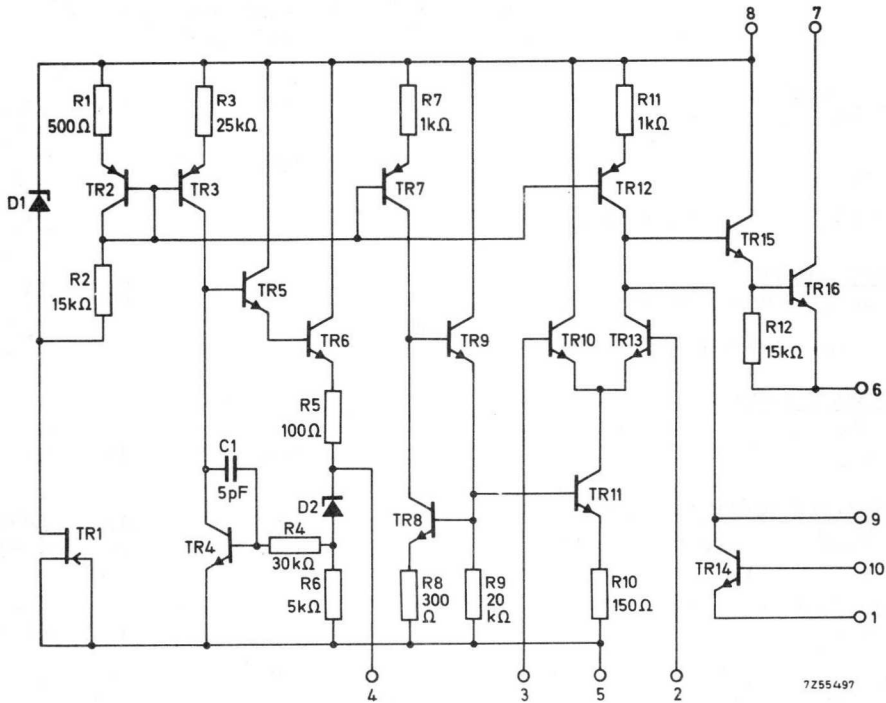 8 7
R1
500Ω
R3
25kΩ
R7
1kΩ
R11
1kΩ
D1
TR2
TR3
TR7
TR12
R2
15kΩ
TR5
TR6
TR9
TR10
TR13
TR15
TR16
R12
15kΩ
6
R5
100Ω
C1
5pF
D2
TR8
TR11
TR1
TR4
R4
30kΩ
R6
5kΩ
R8
300
Ω
R9
20
kΩ
R10
150Ω
9
TR14
10
1
4 3 5 2
7Z55497